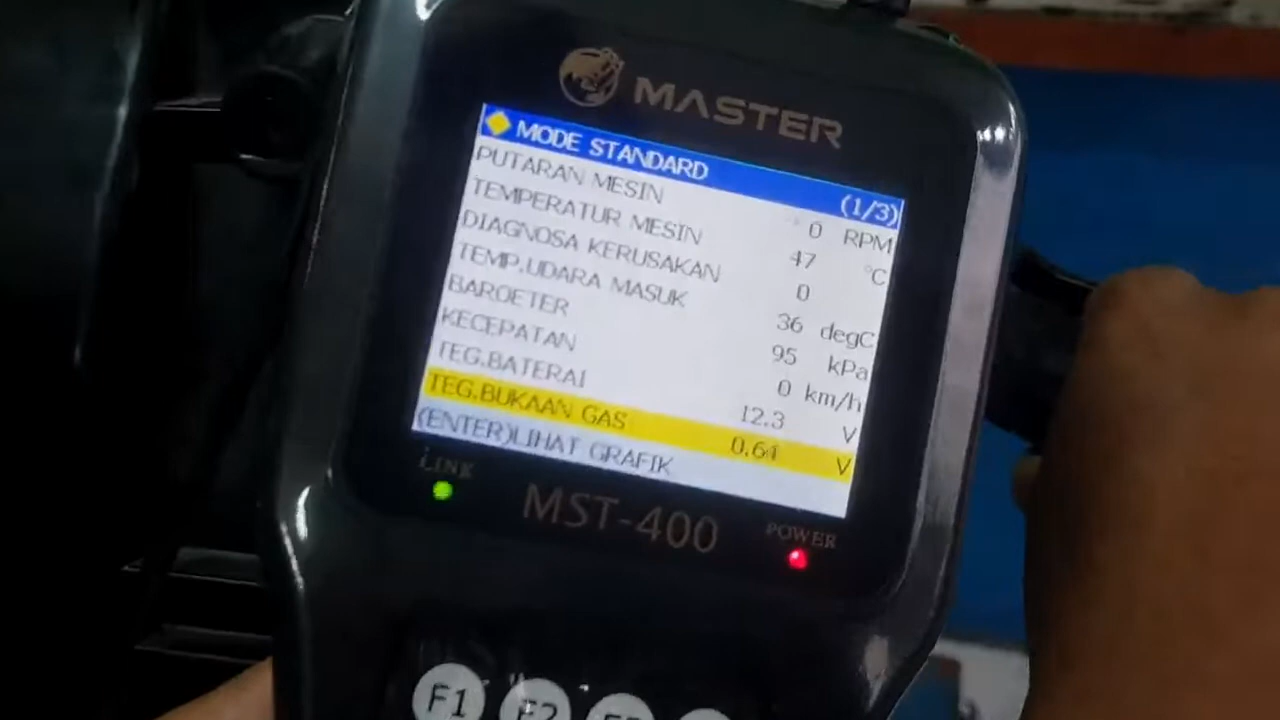 MASTER
MODE STANDARD (1/3)
PUTARAN MESIN 0 RPM
TEMPERATUR MESIN 47 °C
DIAGNOSA KERUSAKAN 0
TEMP.UDARA MASUK 36 degC
BAROETER 95 kPa
KECEPATAN 0 km/h
TEG.BATERAI 12.3 V
TEG.BUKAAN GAS 0.64 V
(ENTER)LIHAT GRAFIK
LINK
MST-400
POWER
F1
F2